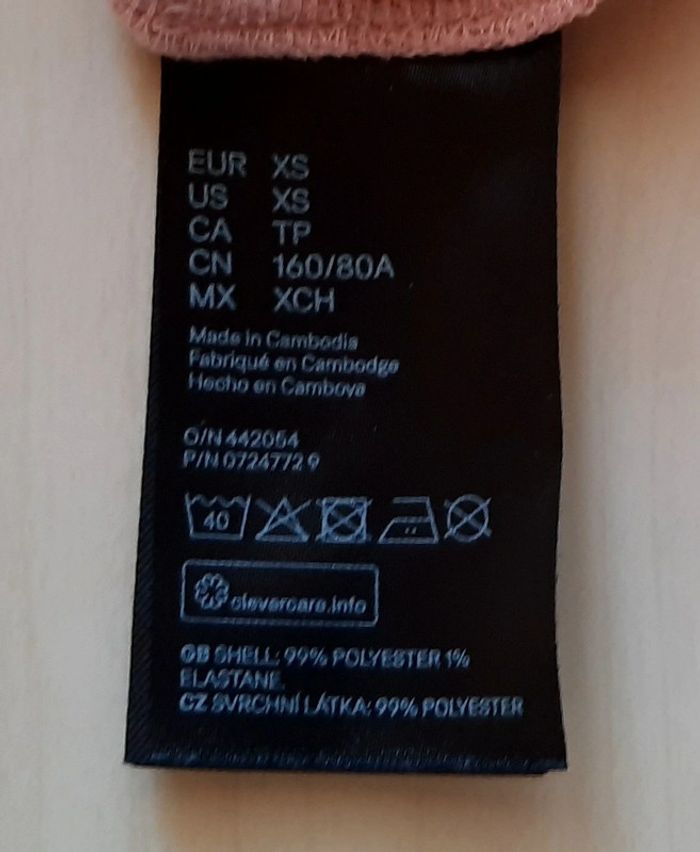 EUR XS
US XS
CA TP
CN 160/80A
MX XCH
Made in Cambodia
Fabriqué en Cambodge
Hecho en Camboya
O/N 442054
P/N 0724772 9
40
clevercare.info
GB SHELL: 99% POLYESTER 1%
ELASTANE
CZ SVRCHNÍ LÁTKA: 99% POLYESTER